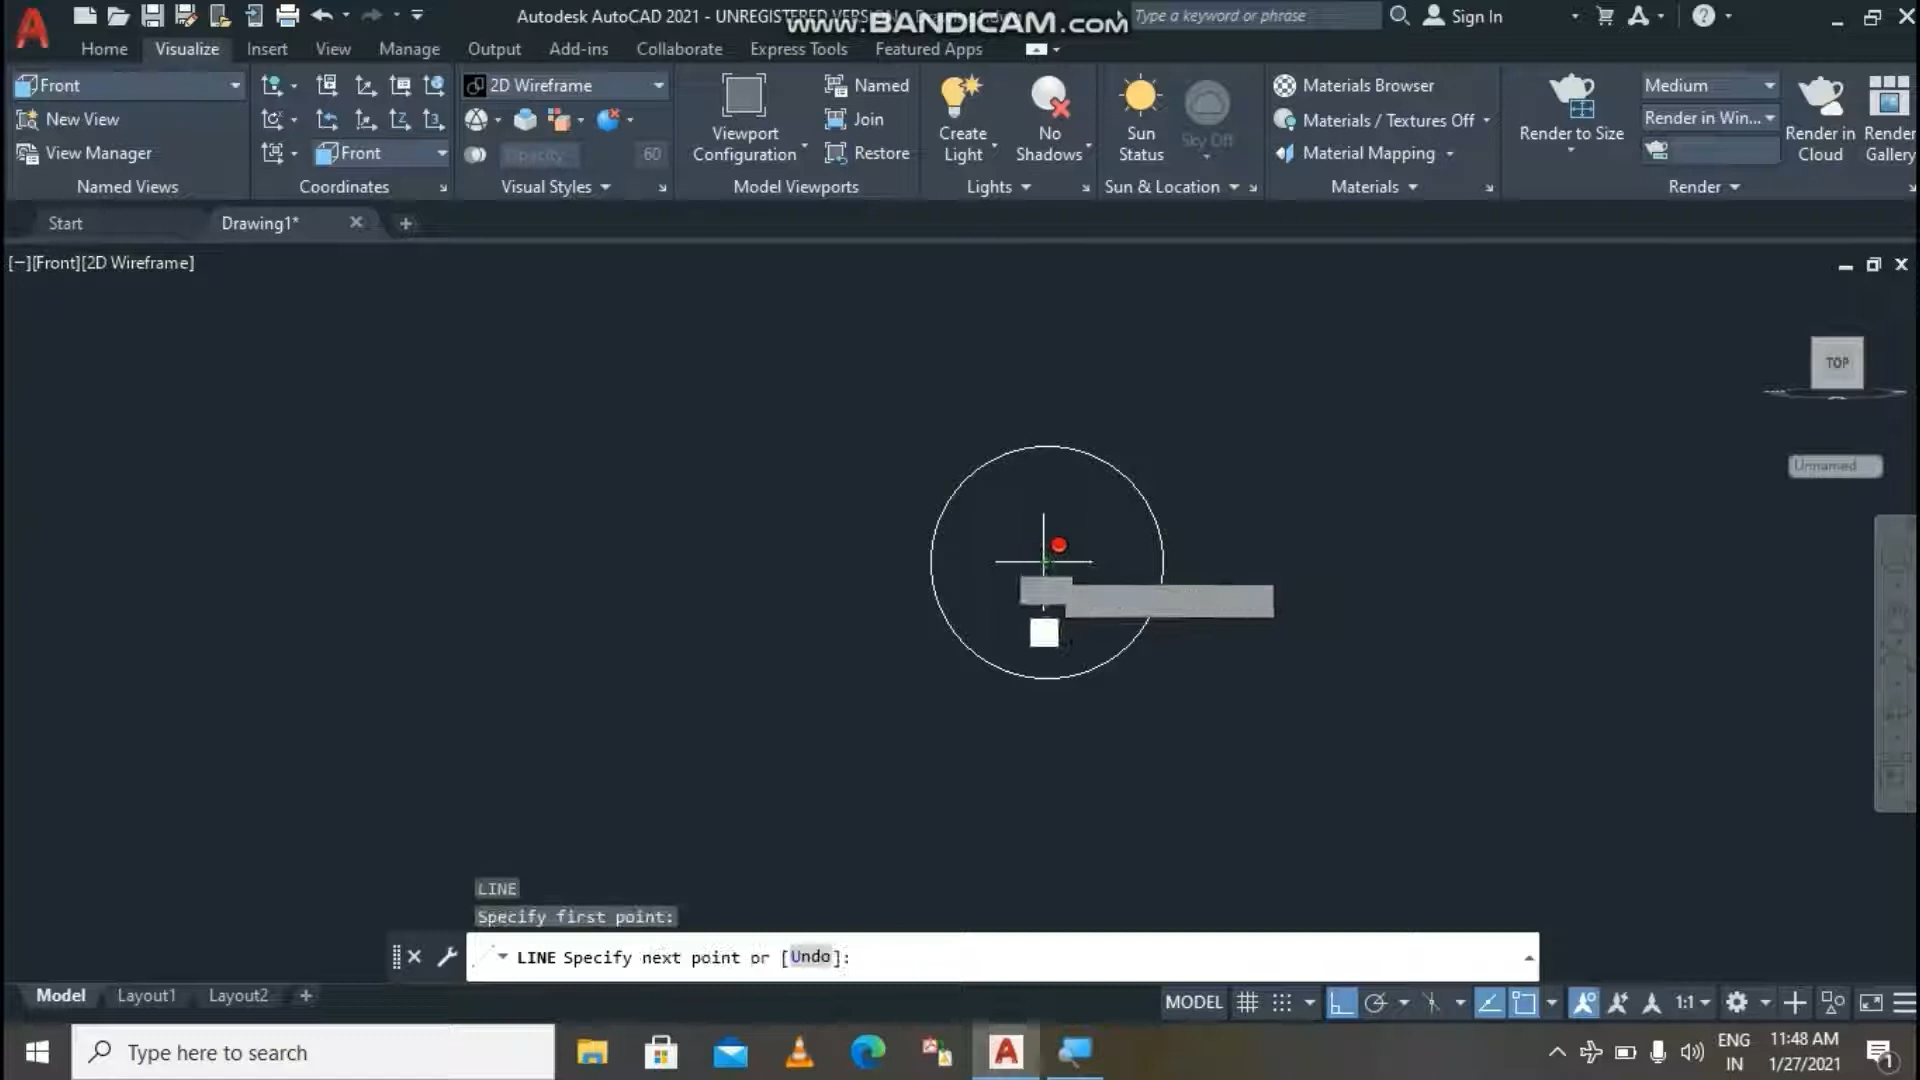 Autodesk AutoCAD 2021 - UNREGISTERED VERSION
www.BANDICAM.com
Type a keyword or phrase
Sign In
Home Visualize Insert View Manage Output Add-ins Collaborate Express Tools Featured Apps
Front
New View
View Manager
Named Views
Front
Coordinates
2D Wireframe
Opacity 60
Visual Styles
Viewport
Configuration
Named
Join
Restore
Model Viewports
Create
Light
No
Shadows
Lights
Sun
Status
Sky Off
Sun & Location
Materials Browser
Materials / Textures Off
Material Mapping
Materials
Render to Size
Medium
Render in Win...
Render in
Cloud
Render
Gallery
Render
Start
Drawing1*
[−][Front][2D Wireframe]
TOP
Unnamed
LINE
Specify first point:
LINE Specify next point or [Undo]:
Model Layout1 Layout2
MODEL
1:1
Type here to search
ENG
IN
11:48 AM
1/27/2021
1